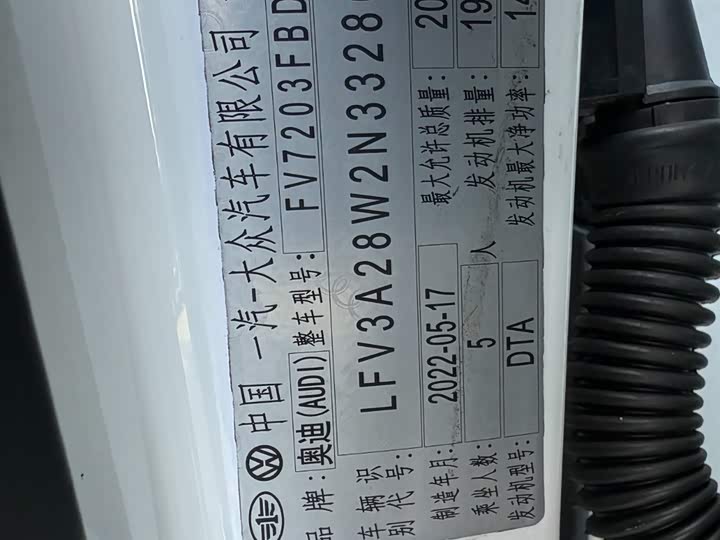 中国 一汽-大众汽车有限公司
品牌: 奥迪(AUDI) 整车型号: FV7203FBD
车辆识别代号: LFV3A28W2N3328
制造年月: 2022-05-17 最大允许总质量: 20
乘坐人数: 5 人 发动机排量: 19
发动机型号: DTA 发动机最大净功率: 14